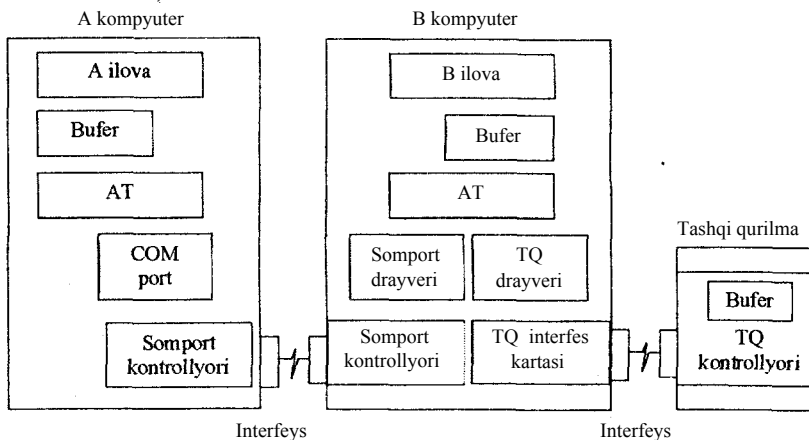 A kompyuter
A ilova
Bufer
AT
COM
port
Somport
kontrollyori
B kompyuter
B ilova
Bufer
AT
Somport
drayveri
TQ
drayveri
Somport
kontrollyori
TQ interfes
kartasi
Tashqi qurilma
Bufer
TQ
kontrollyori
Interfeys
Interfeys